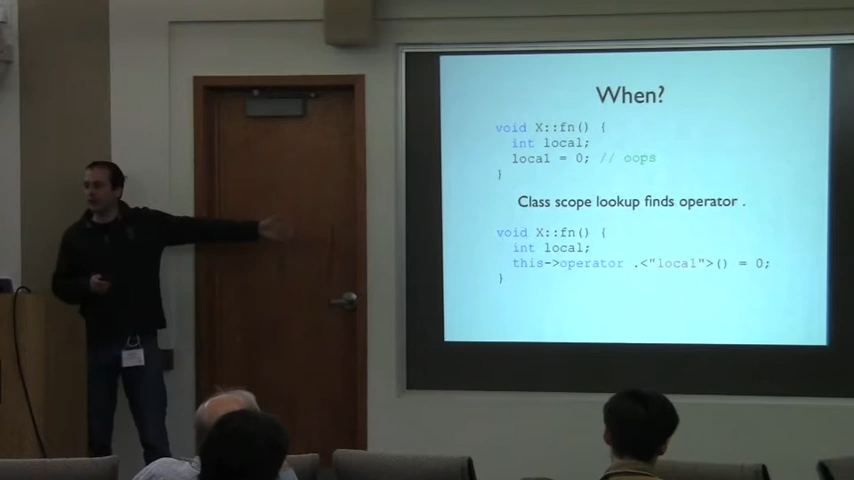 When?
void X::fn() {
int local;
local = 0; // oops
}
Class scope lookup finds operator .
void X::fn() {
int local;
this->operator .<"local">() = 0;
}